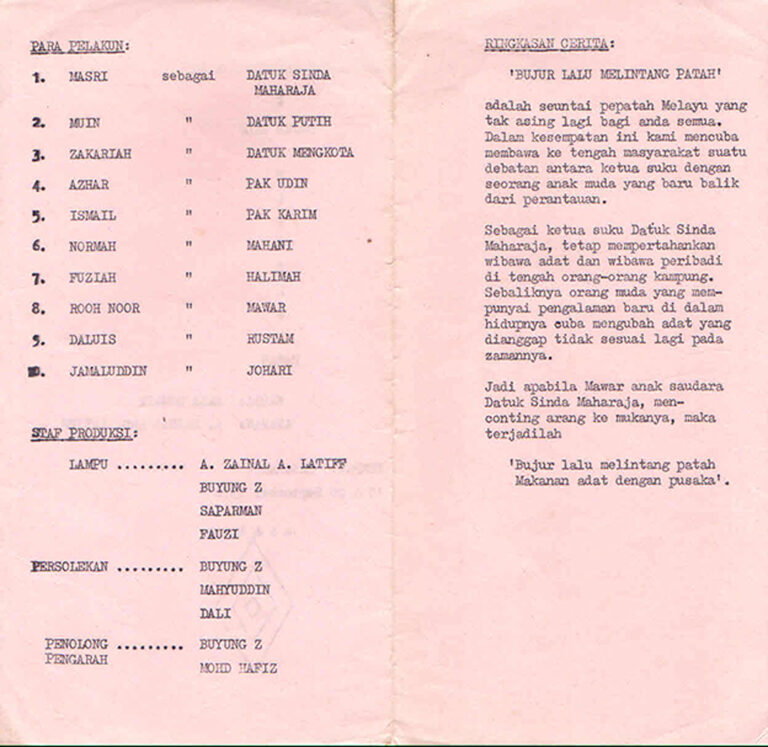 PARA PELAKUN:
1. MASRI sebagai DATUK SINDA
MAHARAJA
2. MUIN " DATUK PUTIH
3. ZAKARIAH " DATUK MENGKOTA
4. AZHAR " PAK UDIN
5. ISMAIL " PAK KARIM
6. NORMAH " MAHANI
7. FUZIAH " HALIMAH
8. ROOH NOOR " MAWAR
9. DALUIS " RUSTAM
10. JAMALUDDIN " JOHARI
STAF PRODUKSI:
LAMPU ......... A. ZAINAL A. LATIFF
BUYUNG Z
SAPARMAN
FAUZI
PERSOLEKAN ......... BUYUNG Z
MAHYUDDIN
DALI
PENOLONG ......... BUYUNG Z
PENGARAH
MOHD HAFIZ
RINGKASAN CERITA:
'BUJUR LALU MELINTANG PATAH'
adalah seuntai pepatah Melayu yang
tak asing lagi bagi anda semua.
Dalam kesempatan ini kami mencuba
membawa ke tengah masyarakat suatu
debatan antara ketua suku dengan
seorang anak muda yang baru balik
dari perantauan.
Sebagai ketua suku Datuk Sinda
Maharaja, tetap mempertahankan
wibawa adat dan wibawa peribadi
di tengah orang-orang kampung.
Sebaliknya orang muda yang mem-
punyai pengalaman baru di dalam
hidupnya cuba mengubah adat yang
dianggap tidak sesuai lagi pada
zamannya.
Jadi apabila Mawar anak saudara
Datuk Sinda Maharaja, men-
conting arang ke mukanya, maka
terjadilah
'Bujur lalu melintang patah
Makanan adat dengan pusaka'.